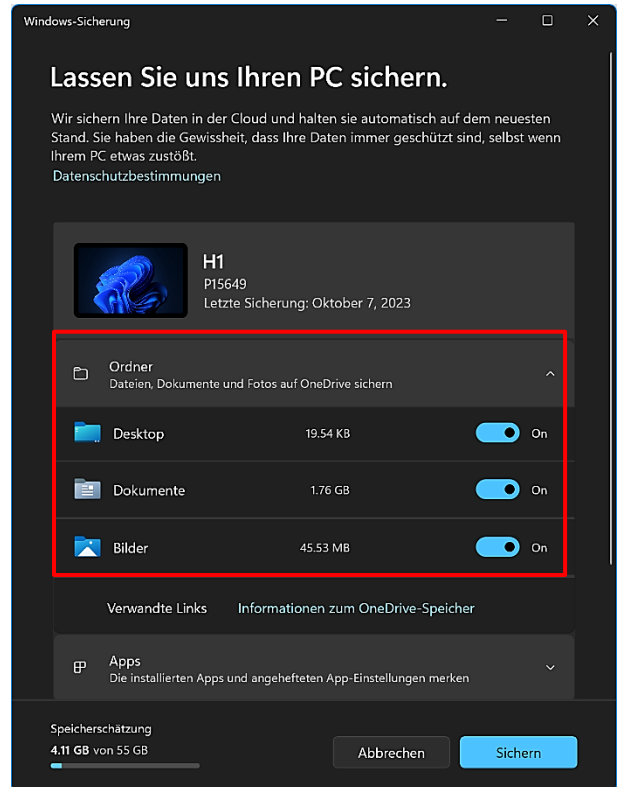 Windows-Sicherung
Lassen Sie uns Ihren PC sichern.
Wir sichern Ihre Daten in der Cloud und halten sie automatisch auf dem neuesten
Stand. Sie haben die Gewissheit, dass Ihre Daten immer geschützt sind, selbst wenn
Ihrem PC etwas zustößt.
Datenschutzbestimmungen
H1
P15649
Letzte Sicherung: Oktober 7, 2023
Ordner
Dateien, Dokumente und Fotos auf OneDrive sichern
Desktop 19.54 KB On
Dokumente 1.76 GB On
Bilder 45.53 MB On
Verwandte Links Informationen zum OneDrive-Speicher
Apps
Die installierten Apps und angehefteten App-Einstellungen merken
Speicherschätzung
4.11 GB von 55 GB
Abbrechen Sichern